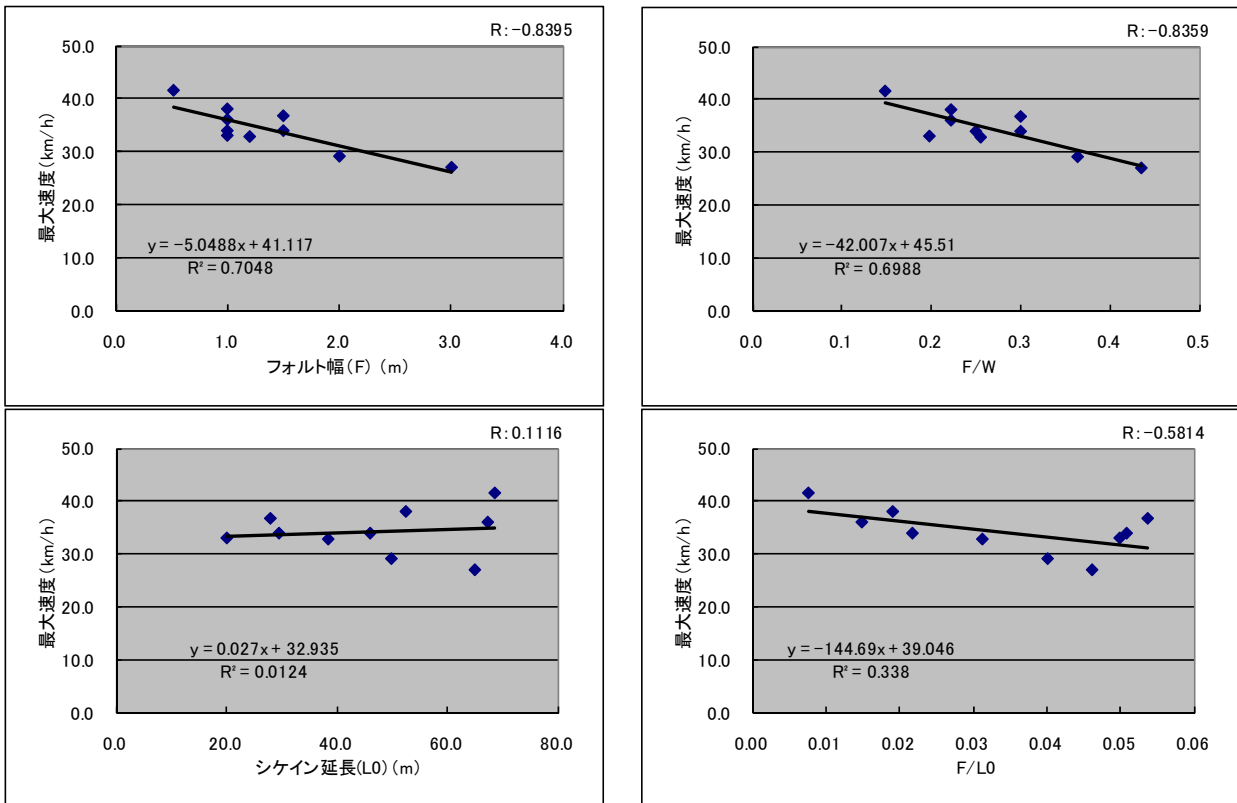 R:-0.8395
50.0
40.0
30.0
20.0
10.0
0.0
最大速度(km/h)
y = -5.0488x + 41.117
R² = 0.7048
0.0 1.0 2.0 3.0 4.0
フォルト幅(F) (m)
R:-0.8359
50.0
40.0
30.0
20.0
10.0
0.0
最大速度(km/h)
y = -42.007x + 45.51
R² = 0.6988
0.0 0.1 0.2 0.3 0.4 0.5
F/W
R:0.1116
50.0
40.0
30.0
20.0
10.0
0.0
最大速度(km/h)
y = 0.027x + 32.935
R² = 0.0124
0.0 20.0 40.0 60.0 80.0
シケイン延長(L0)(m)
R:-0.5814
50.0
40.0
30.0
20.0
10.0
0.0
最大速度(km/h)
y = -144.69x + 39.046
R² = 0.338
0.00 0.01 0.02 0.03 0.04 0.05 0.06
F/L0